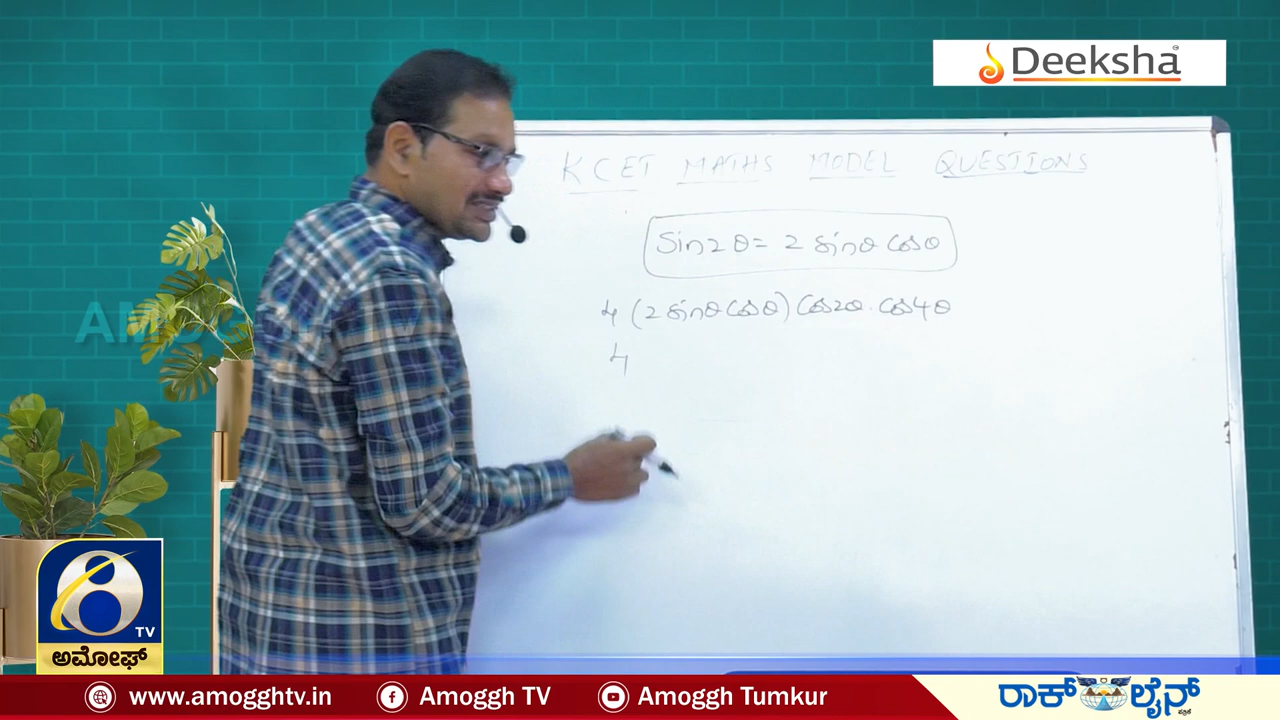 Deeksha
KCET MATHS MODEL QUESTIONS
Sin2θ = 2 sinθ cosθ
4 (2 sinθ cosθ) cos2θ . cos4θ
4
TV
ಅಮೋಘ್
www.amogghtv.in
Amoggh TV
Amoggh Tumkur
ರಾಕ್ ಲೈನ್